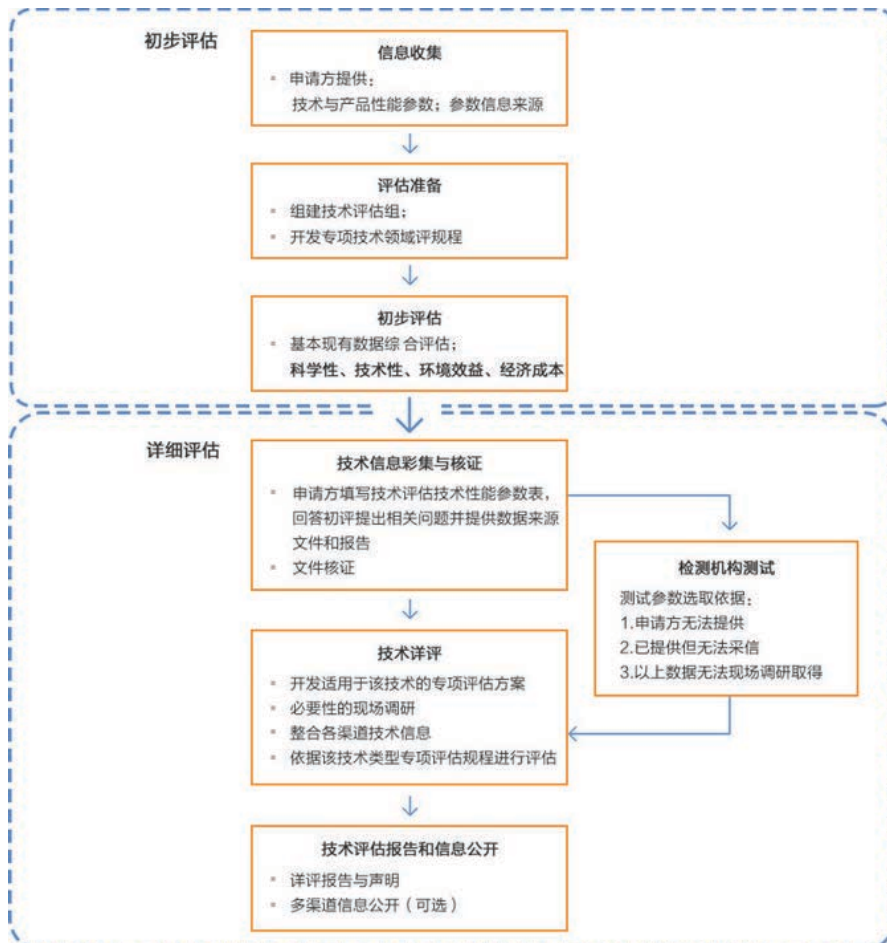 初步评估
信息收集
▪ 申请方提供；
技术与产品性能参数；参数信息来源
评估准备
▪ 组建技术评估组；
▪ 开发专项技术领域评规程
初步评估
▪ 基本现有数据综 合评估；
科学性、技术性、环境效益、经济成本
详细评估
技术信息彩集与核证
▪ 申请方填写技术评估技术性能参数表，
回答初评提出相关问题并提供数据来源
文件和报告
▪ 文件核证
检测机构测试
测试参数选取依据：
1.申请方无法提供
2.已提供但无法采信
3.以上数据无法现场调研取得
技术详评
▪ 开发适用于该技术的专项评估方案
▪ 必要性的现场调研
▪ 整合各渠道技术信息
▪ 依据该技术类型专项评估规程进行评估
技术评估报告和信息公开
▪ 详评报告与声明
▪ 多渠道信息公开（可选）